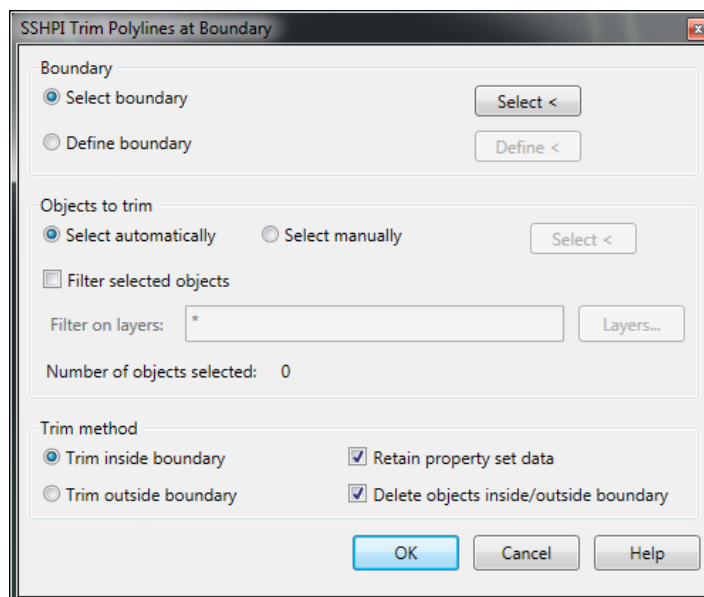 SSHPI Trim Polylines at Boundary
Boundary
Select boundary
Select <
Define boundary
Define <
Objects to trim
Select automatically
Select manually
Select <
Filter selected objects
Filter on layers:
*
Layers...
Number of objects selected: 0
Trim method
Trim inside boundary
Retain property set data
Trim outside boundary
Delete objects inside/outside boundary
OK
Cancel
Help